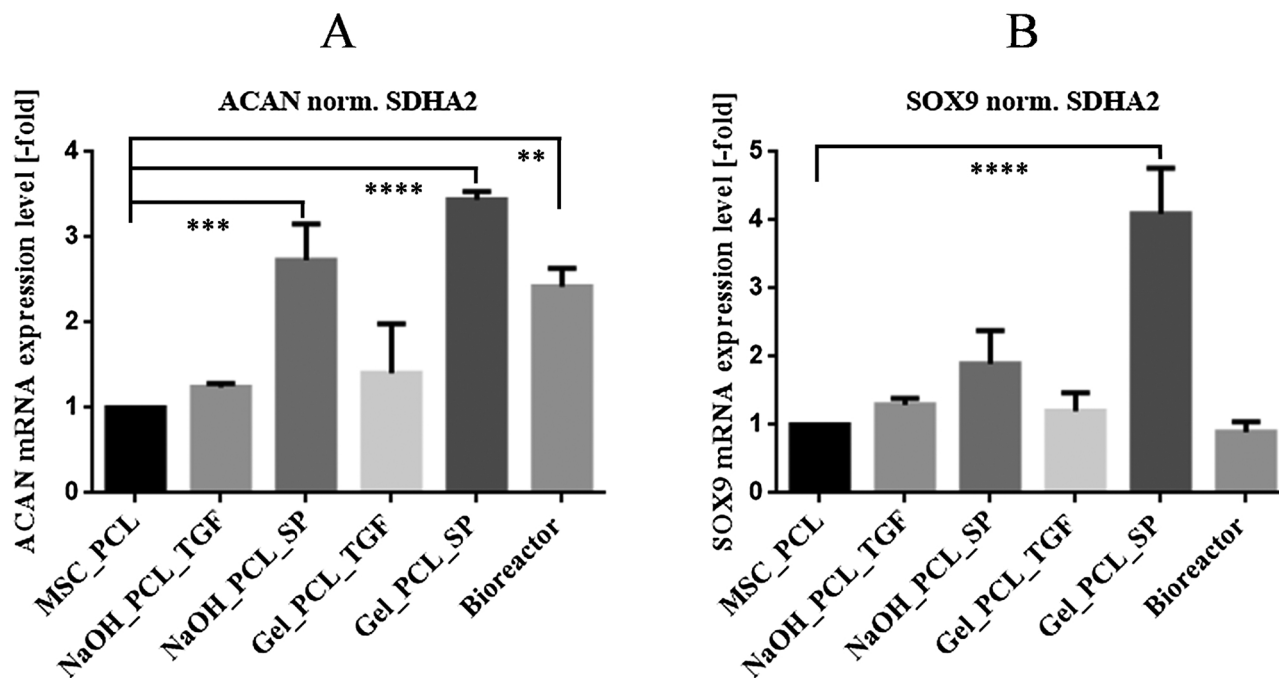 A
ACAN norm. SDHA2
ACAN mRNA expression level [-fold]
4
3
2
1
0
**
****
***
MSC_PCL
NaOH_PCL_TGF
NaOH_PCL_SP
Gel_PCL_TGF
Gel_PCL_SP
Bioreactor
B
SOX9 norm. SDHA2
SOX9 mRNA expression level [-fold]
5
4
3
2
1
0
****
MSC_PCL
NaOH_PCL_TGF
NaOH_PCL_SP
Gel_PCL_TGF
Gel_PCL_SP
Bioreactor